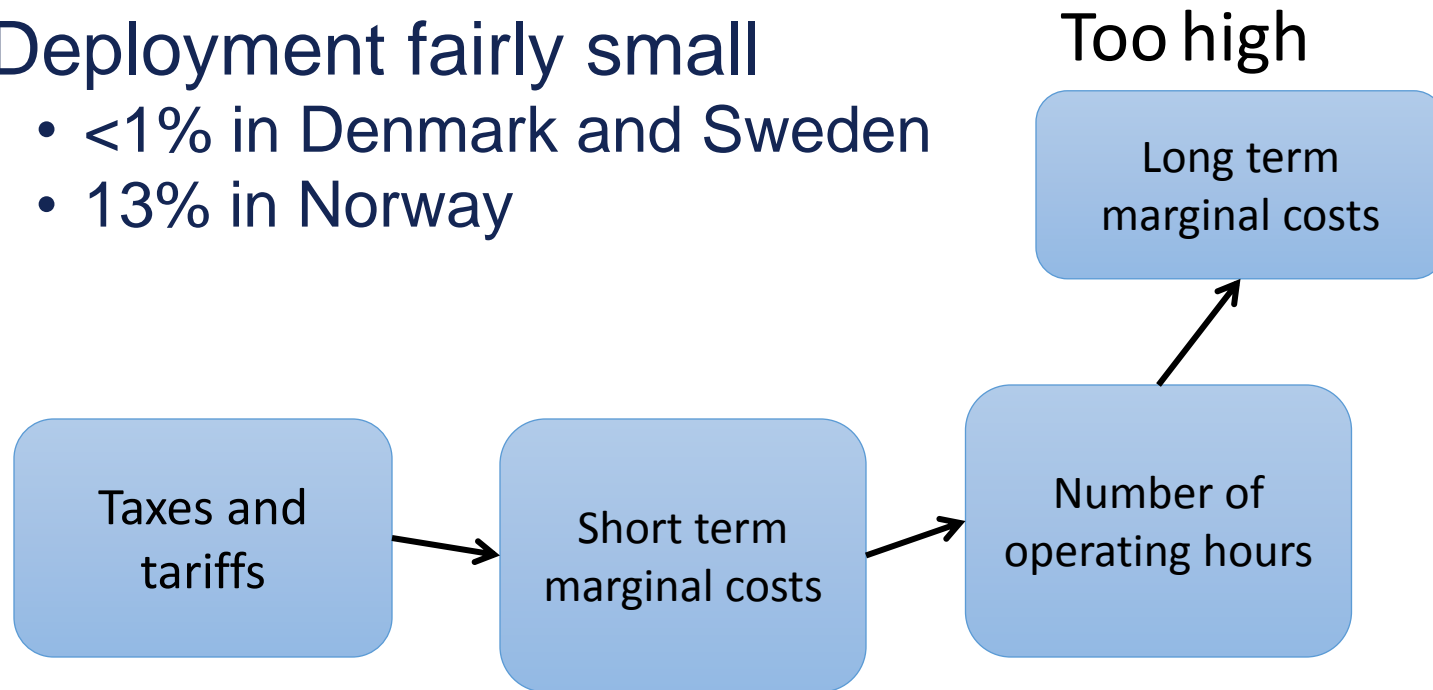 Deployment fairly small
• <1% in Denmark and Sweden
• 13% in Norway
Too high
Long term
marginal costs
Taxes and
tariffs
Short term
marginal costs
Number of
operating hours